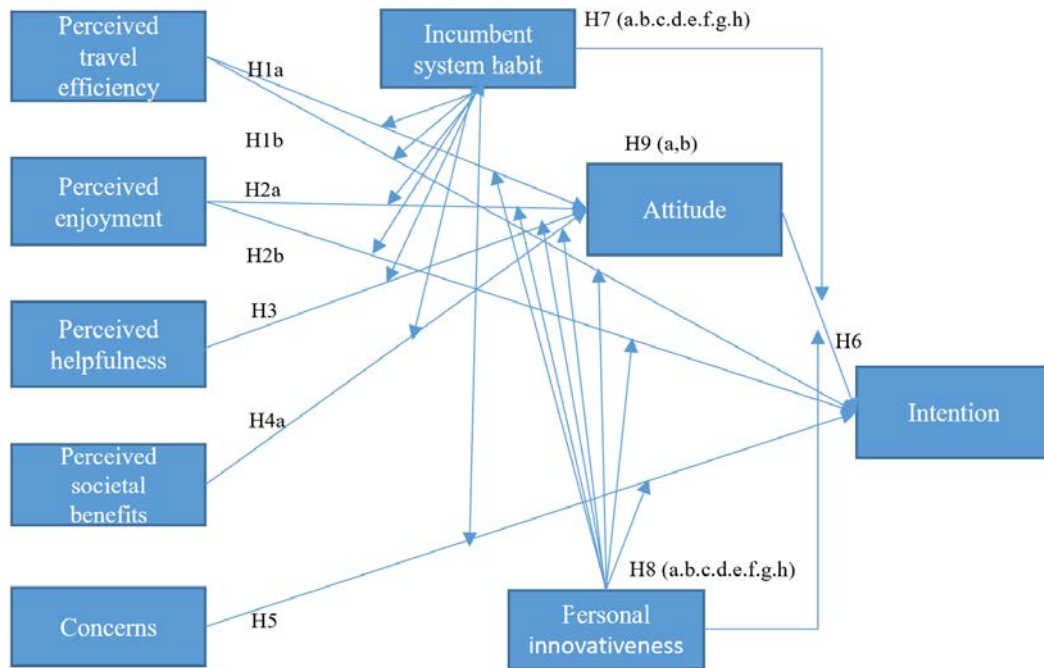 Perceived
travel
efficiency
Incumbent
system habit
H7 (a.b.c.d.e.f.g.h)
H1a
H1b
H9 (a,b)
Perceived
enjoyment
H2a
Attitude
H2b
Perceived
helpfulness
H3
H6
Intention
H4a
Perceived
societal
benefits
H8 (a.b.c.d.e.f.g.h)
Concerns
H5
Personal
innovativeness